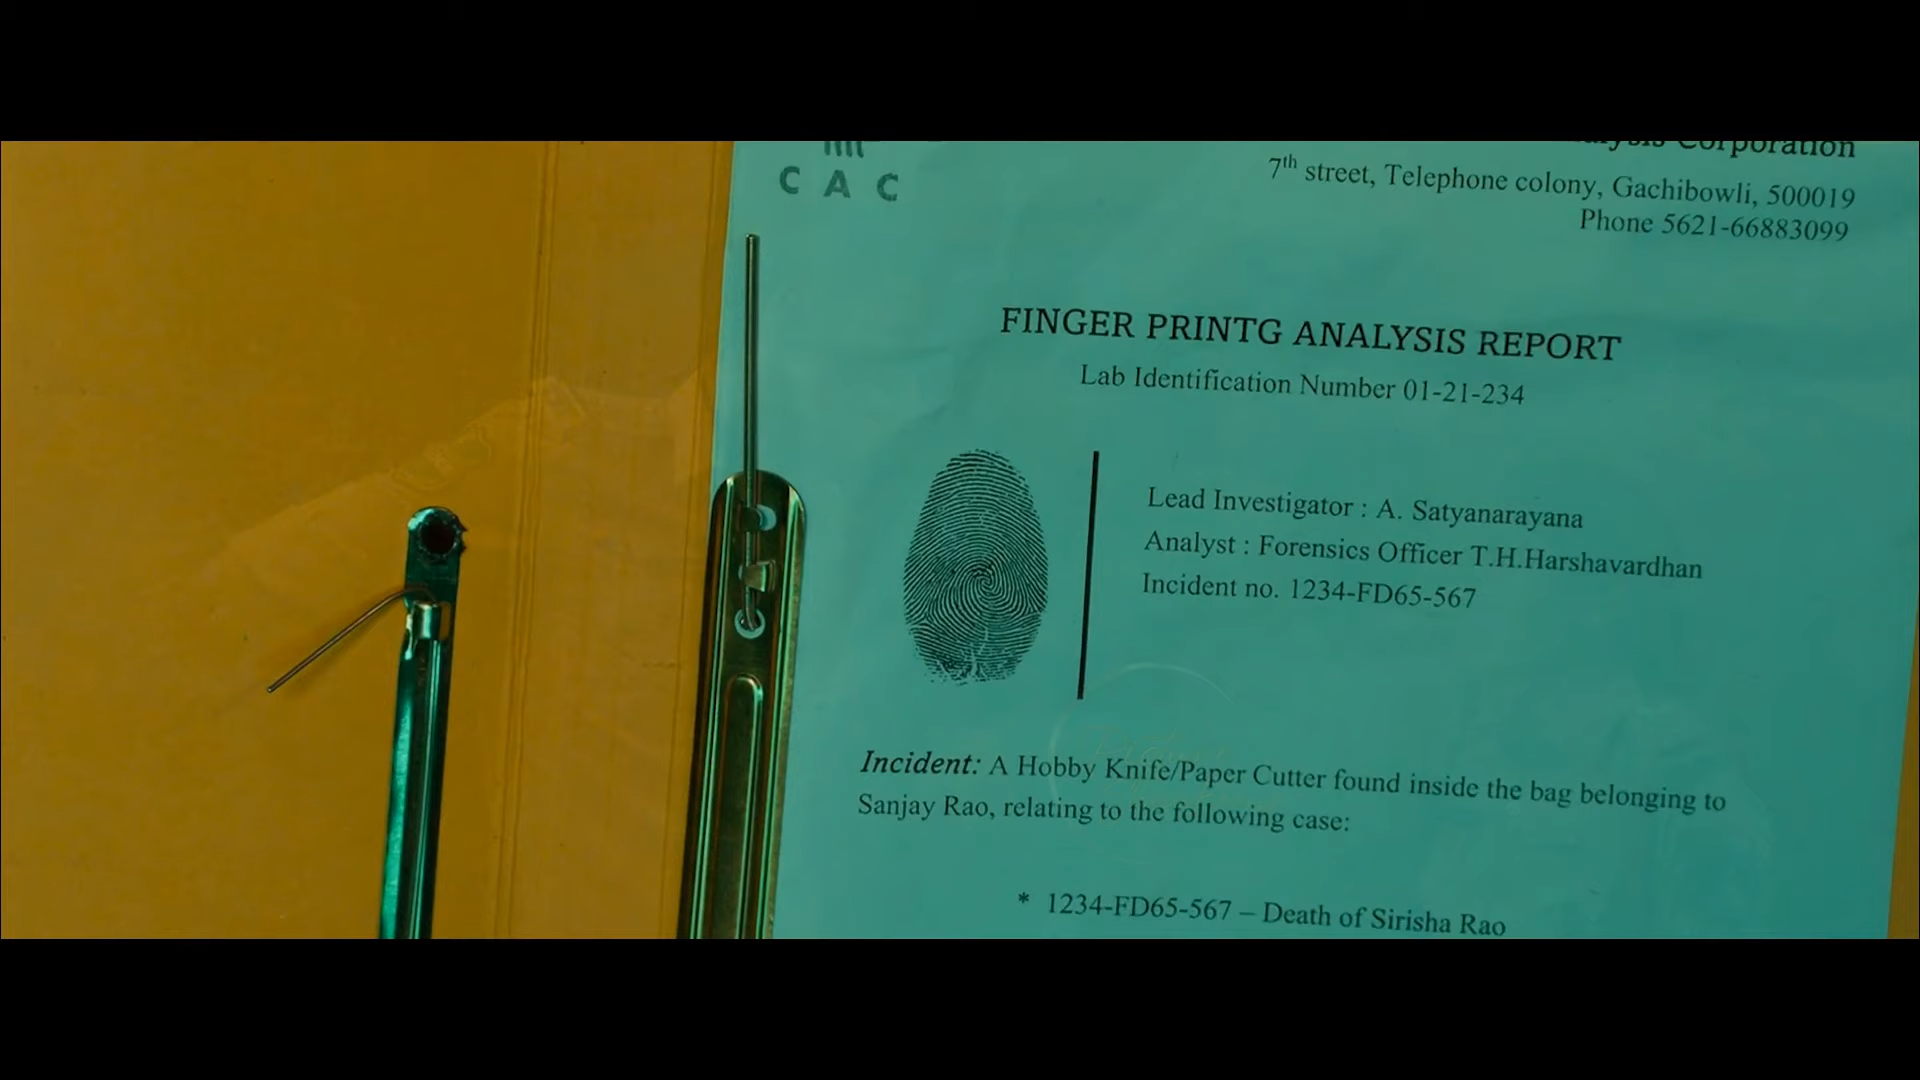 C A C
Corporation
7th street, Telephone colony, Gachibowli, 500019
Phone 5621-66883099
FINGER PRINTG ANALYSIS REPORT
Lab Identification Number 01-21-234
Lead Investigator : A. Satyanarayana
Analyst : Forensics Officer T.H.Harshavardhan
Incident no. 1234-FD65-567
Incident: A Hobby Knife/Paper Cutter found inside the bag belonging to
Sanjay Rao, relating to the following case:
* 1234-FD65-567 – Death of Sirisha Rao